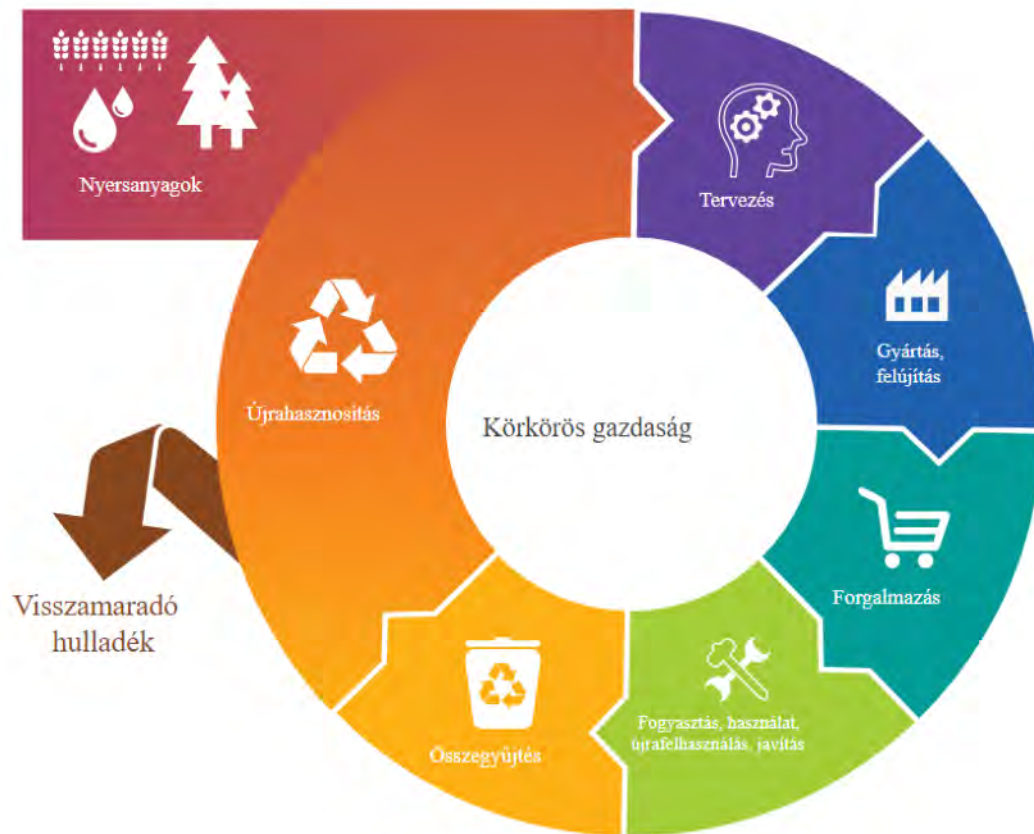 Nyersanyagok
Tervezés
Gyártás,
felújítás
Újrahasznosítás
Körkörös gazdaság
Forgalmazás
Visszamaradó
hulladék
Fogyasztás, használat,
újrafelhasználás, javítás
Összegyűjtés